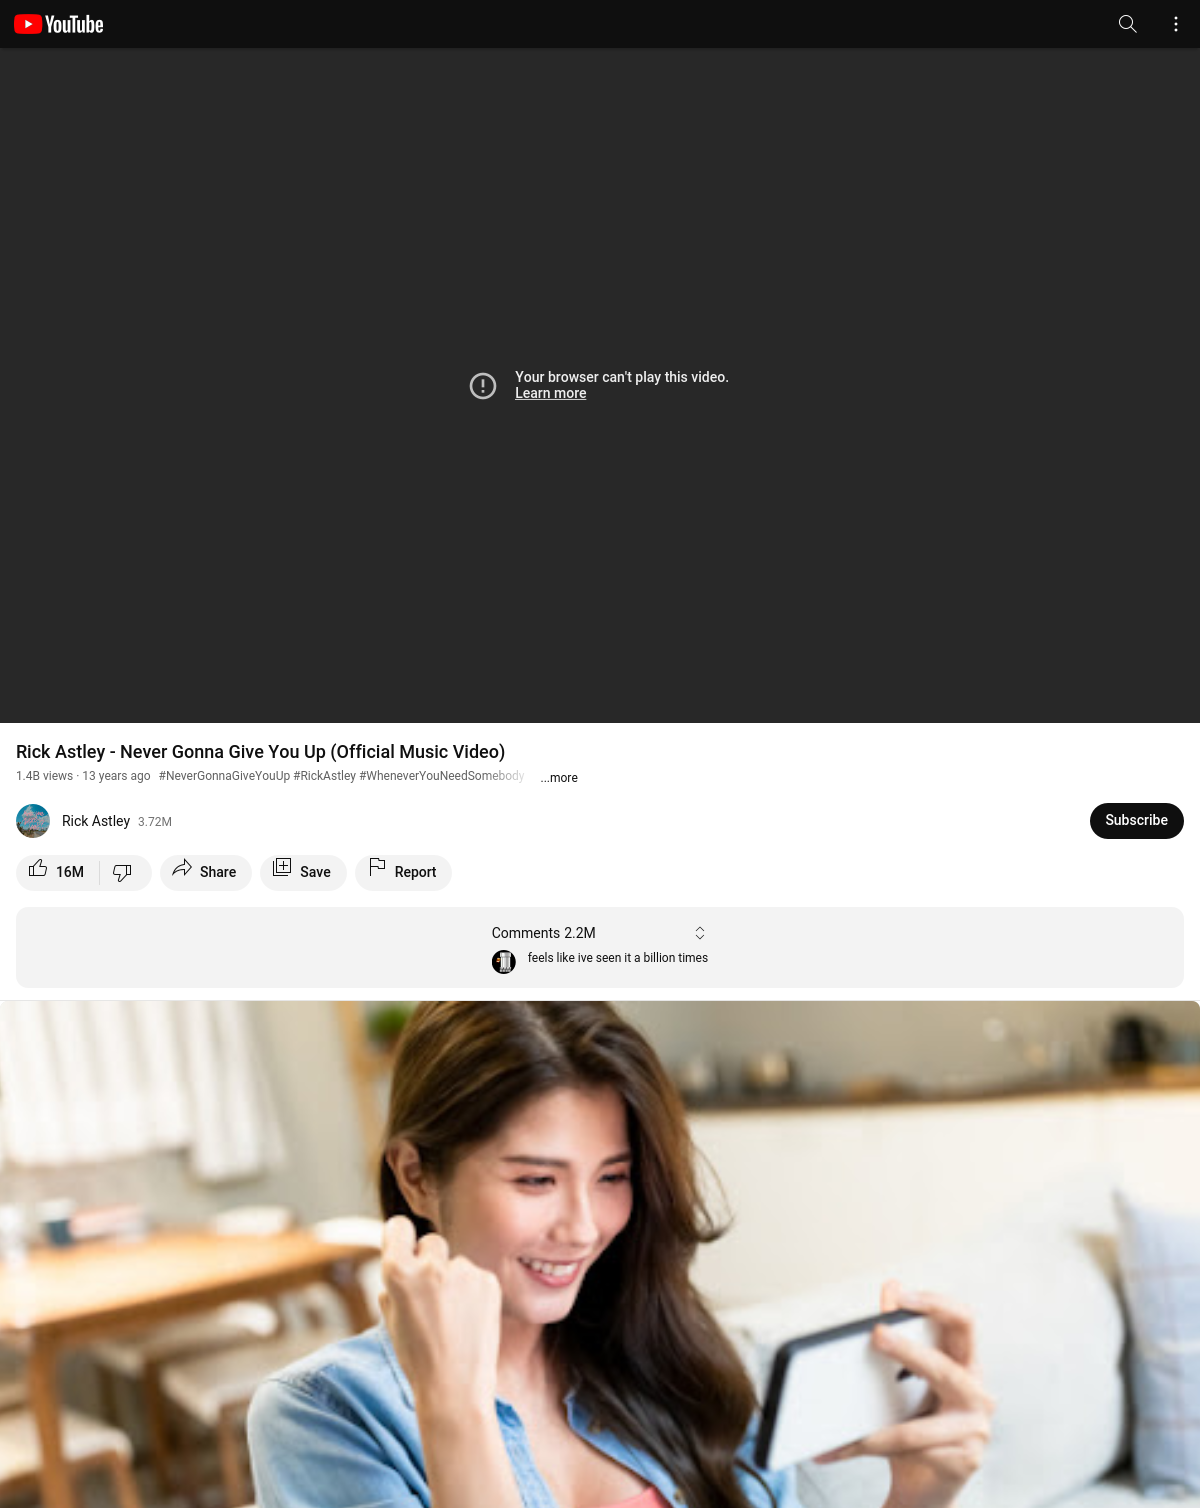 YouTube
Your browser can't play this video.
Learn more
Rick Astley - Never Gonna Give You Up (Official Music Video)
1.4B views · 13 years ago #NeverGonnaGiveYouUp #RickAstley #WheneverYouNeedSomebody ...more
Rick Astley 3.72M
Subscribe
16M
Share
Save
Report
Comments 2.2M
feels like ive seen it a billion times